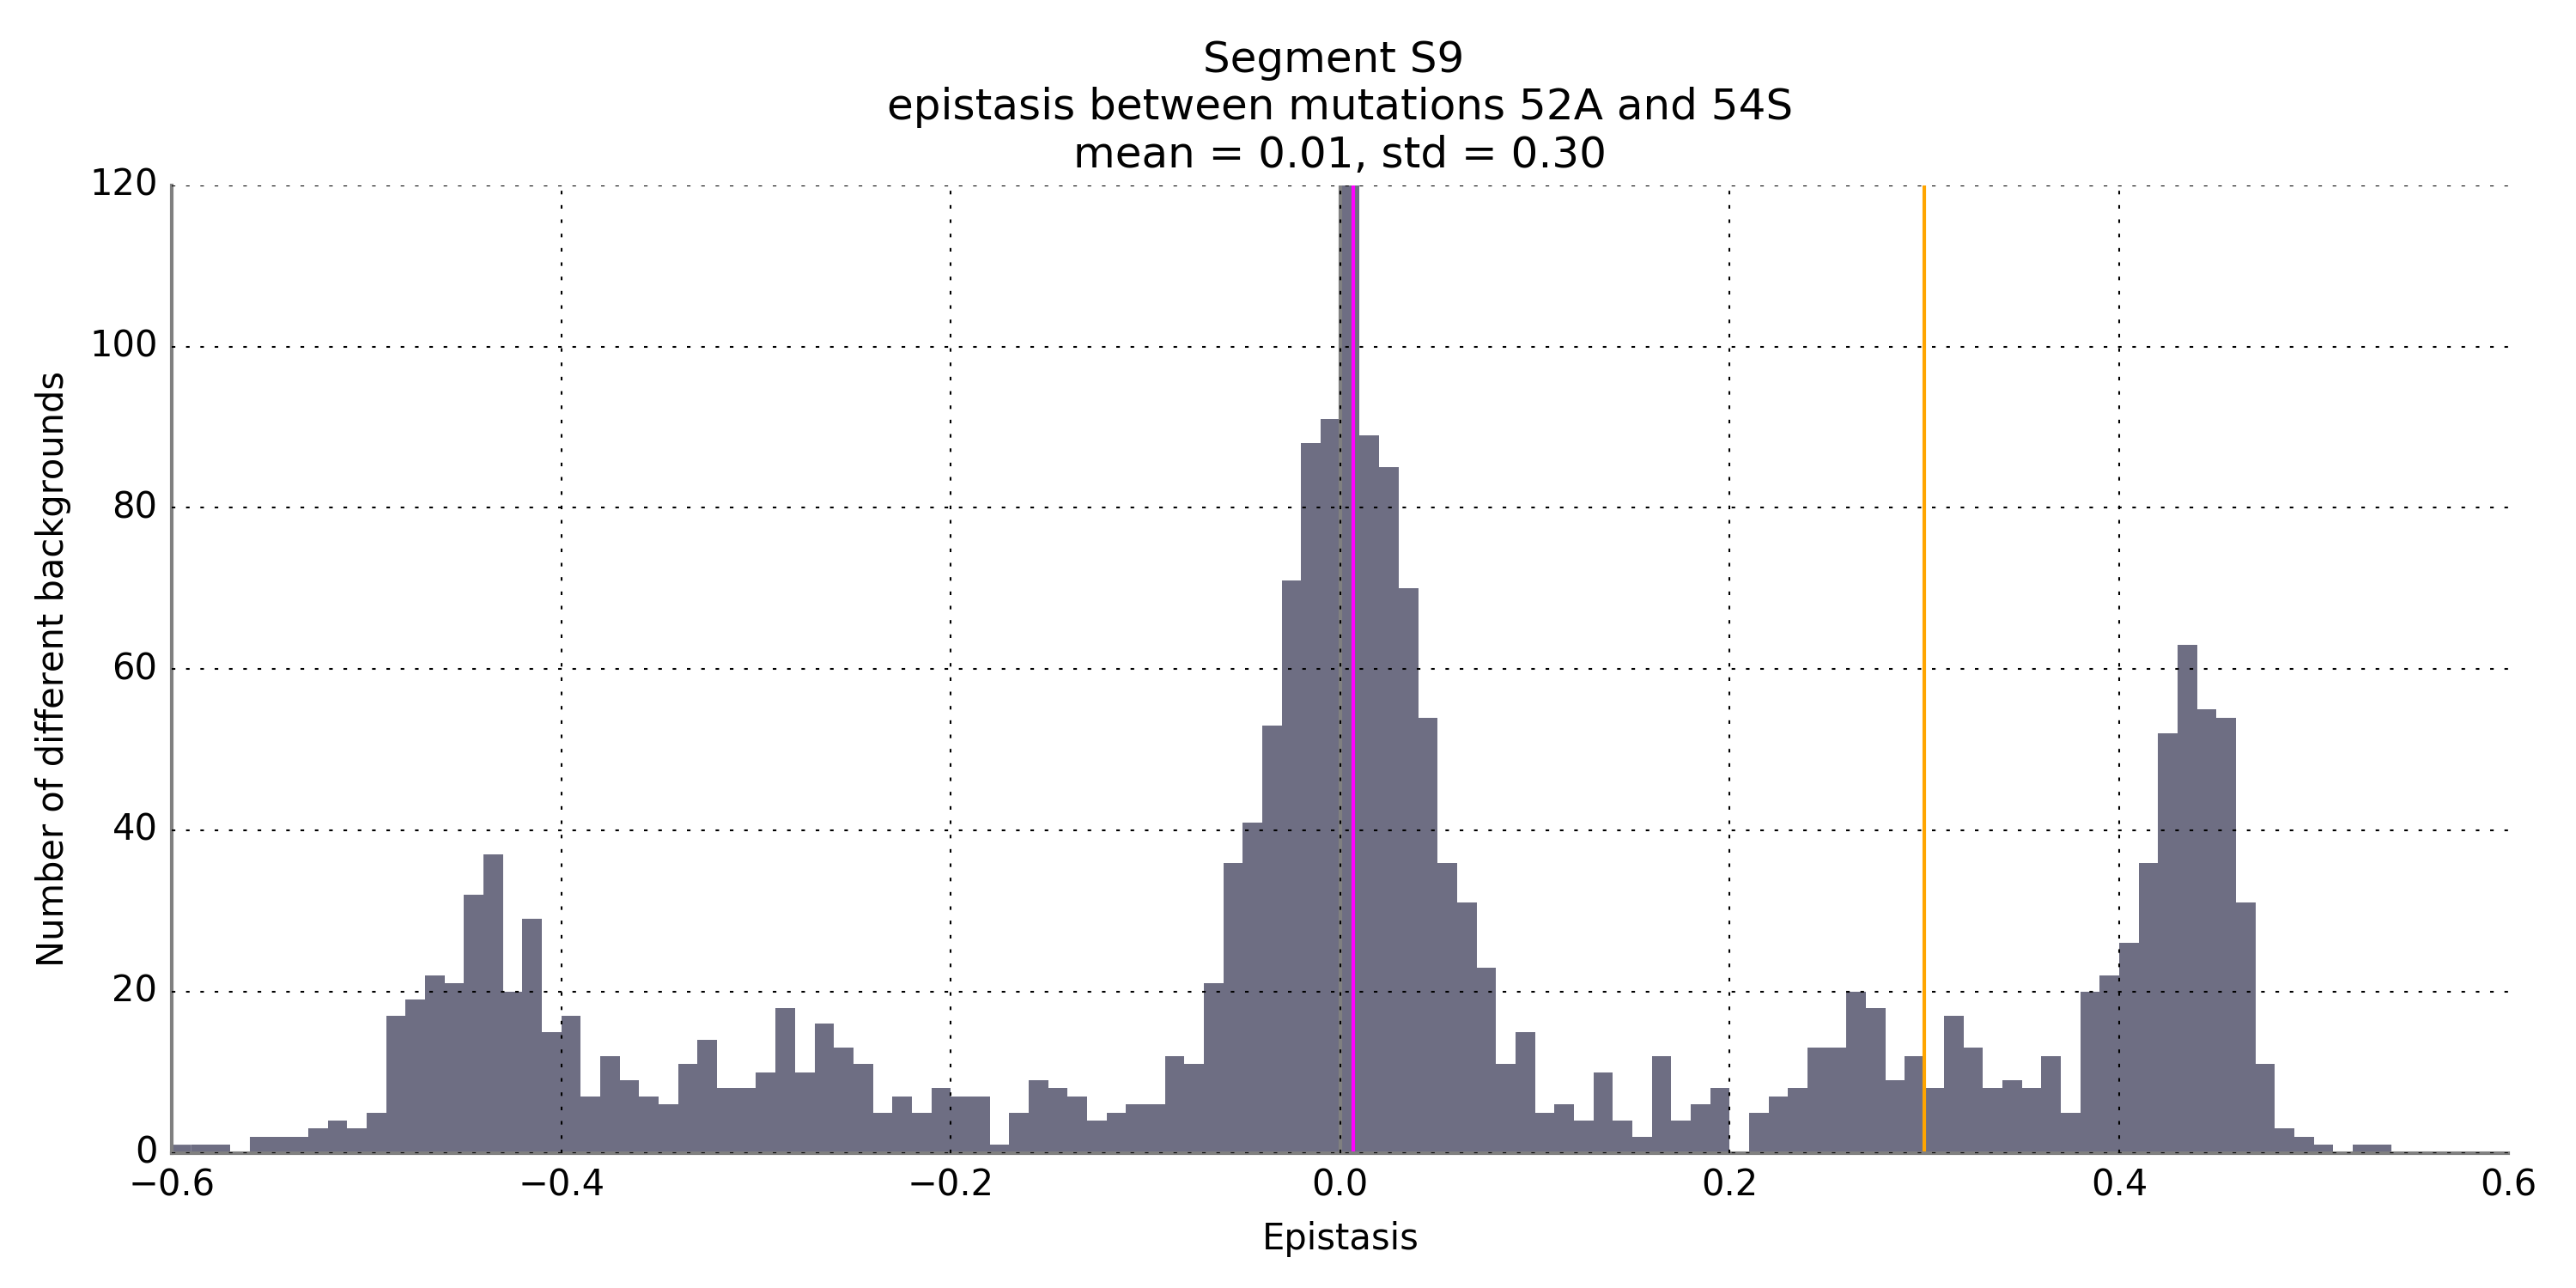 Segment S9
epistasis between mutations 52A and 54S
mean = 0.01, std = 0.30
120
100
80
60
40
20
0
Number of different backgrounds
−0.6 −0.4 −0.2 0.0 0.2 0.4 0.6
Epistasis